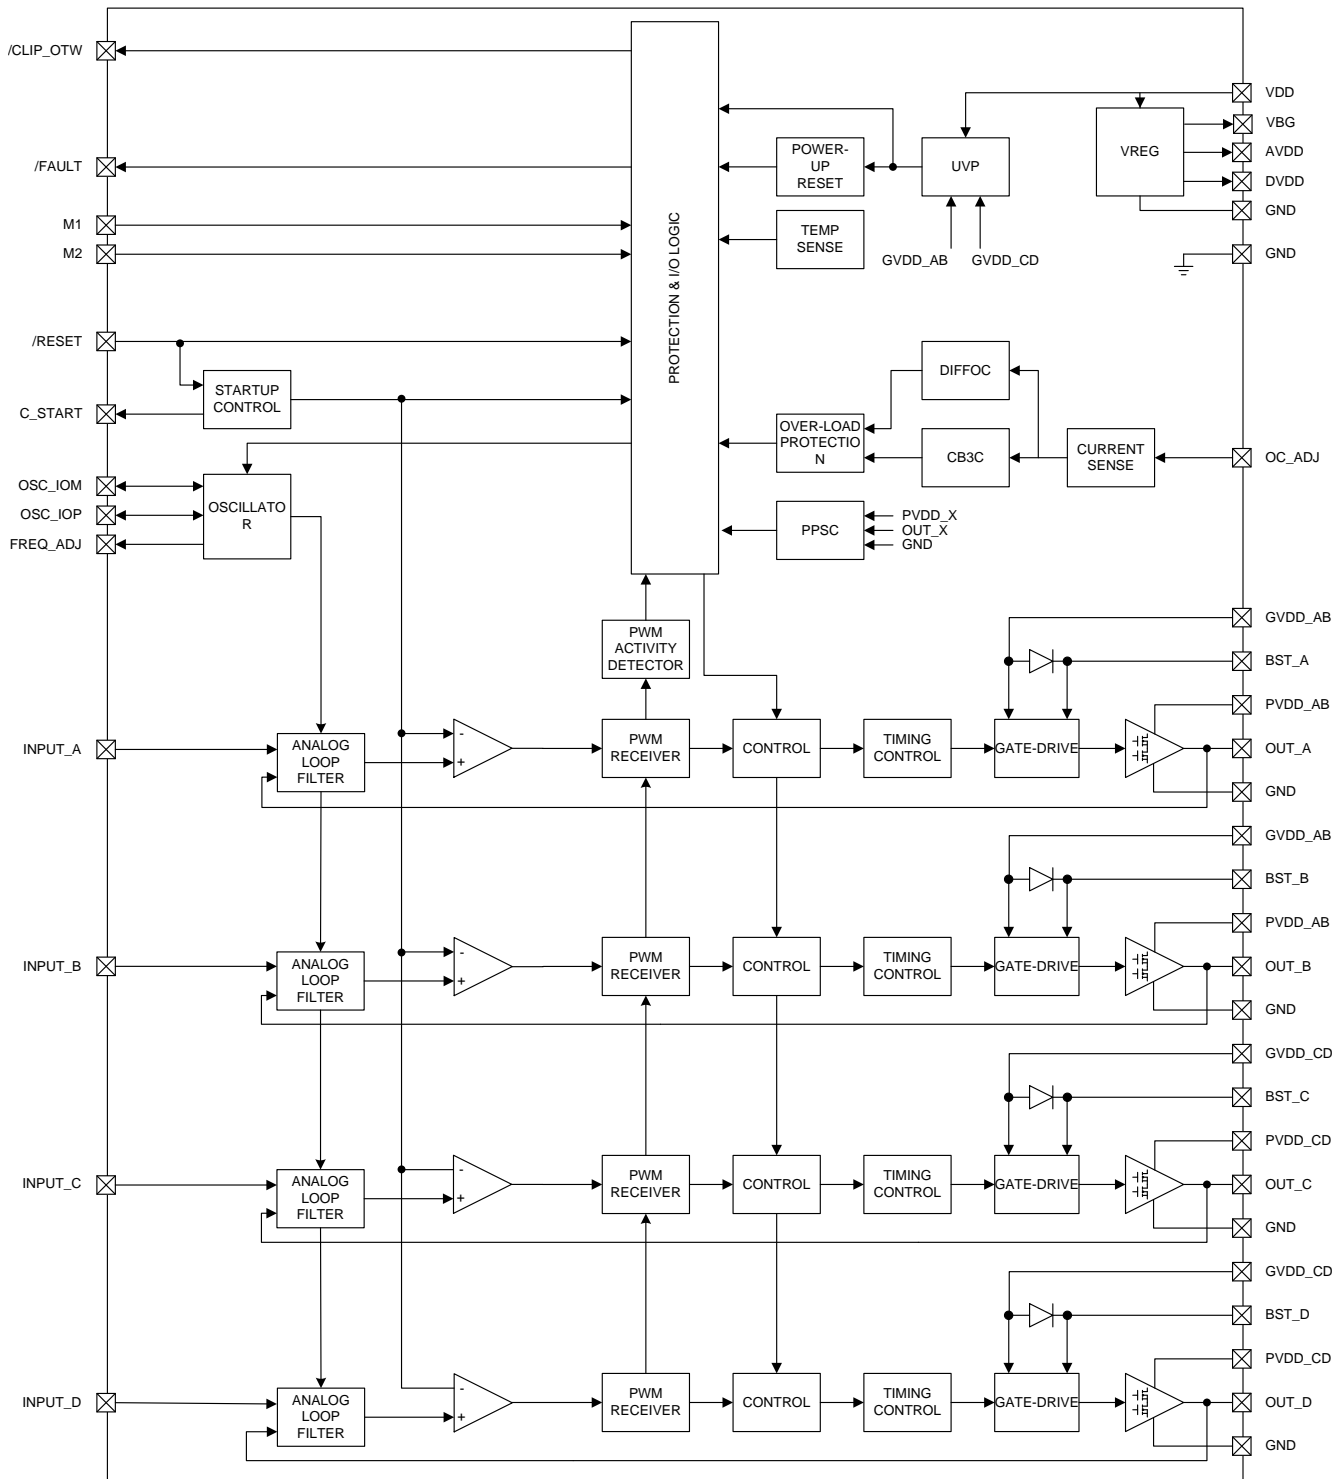 /CLIP_OTW
VDD
VBG
/FAULT
POWER-
UP
RESET
UVP
VREG
AVDD
DVDD
GND
M1
M2
TEMP
SENSE
GVDD_AB
GVDD_CD
GND
PROTECTION & I/O LOGIC
/RESET
STARTUP
CONTROL
C_START
DIFFOC
OVER-LOAD
PROTECTIO
N
CB3C
CURRENT
SENSE
OC_ADJ
OSC_IOM
OSC_IOP
FREQ_ADJ
OSCILLATO
R
PPSC
PVDD_X
OUT_X
GND
PWM
ACTIVITY
DETECTOR
GVDD_AB
BST_A
PVDD_AB
INPUT_A
ANALOG
LOOP
FILTER
-
+
PWM
RECEIVER
CONTROL
TIMING
CONTROL
GATE-DRIVE
OUT_A
GND
GVDD_AB
BST_B
PVDD_AB
INPUT_B
ANALOG
LOOP
FILTER
-
+
PWM
RECEIVER
CONTROL
TIMING
CONTROL
GATE-DRIVE
OUT_B
GND
GVDD_CD
BST_C
PVDD_CD
INPUT_C
ANALOG
LOOP
FILTER
-
+
PWM
RECEIVER
CONTROL
TIMING
CONTROL
GATE-DRIVE
OUT_C
GND
GVDD_CD
BST_D
PVDD_CD
INPUT_D
ANALOG
LOOP
FILTER
-
+
PWM
RECEIVER
CONTROL
TIMING
CONTROL
GATE-DRIVE
OUT_D
GND